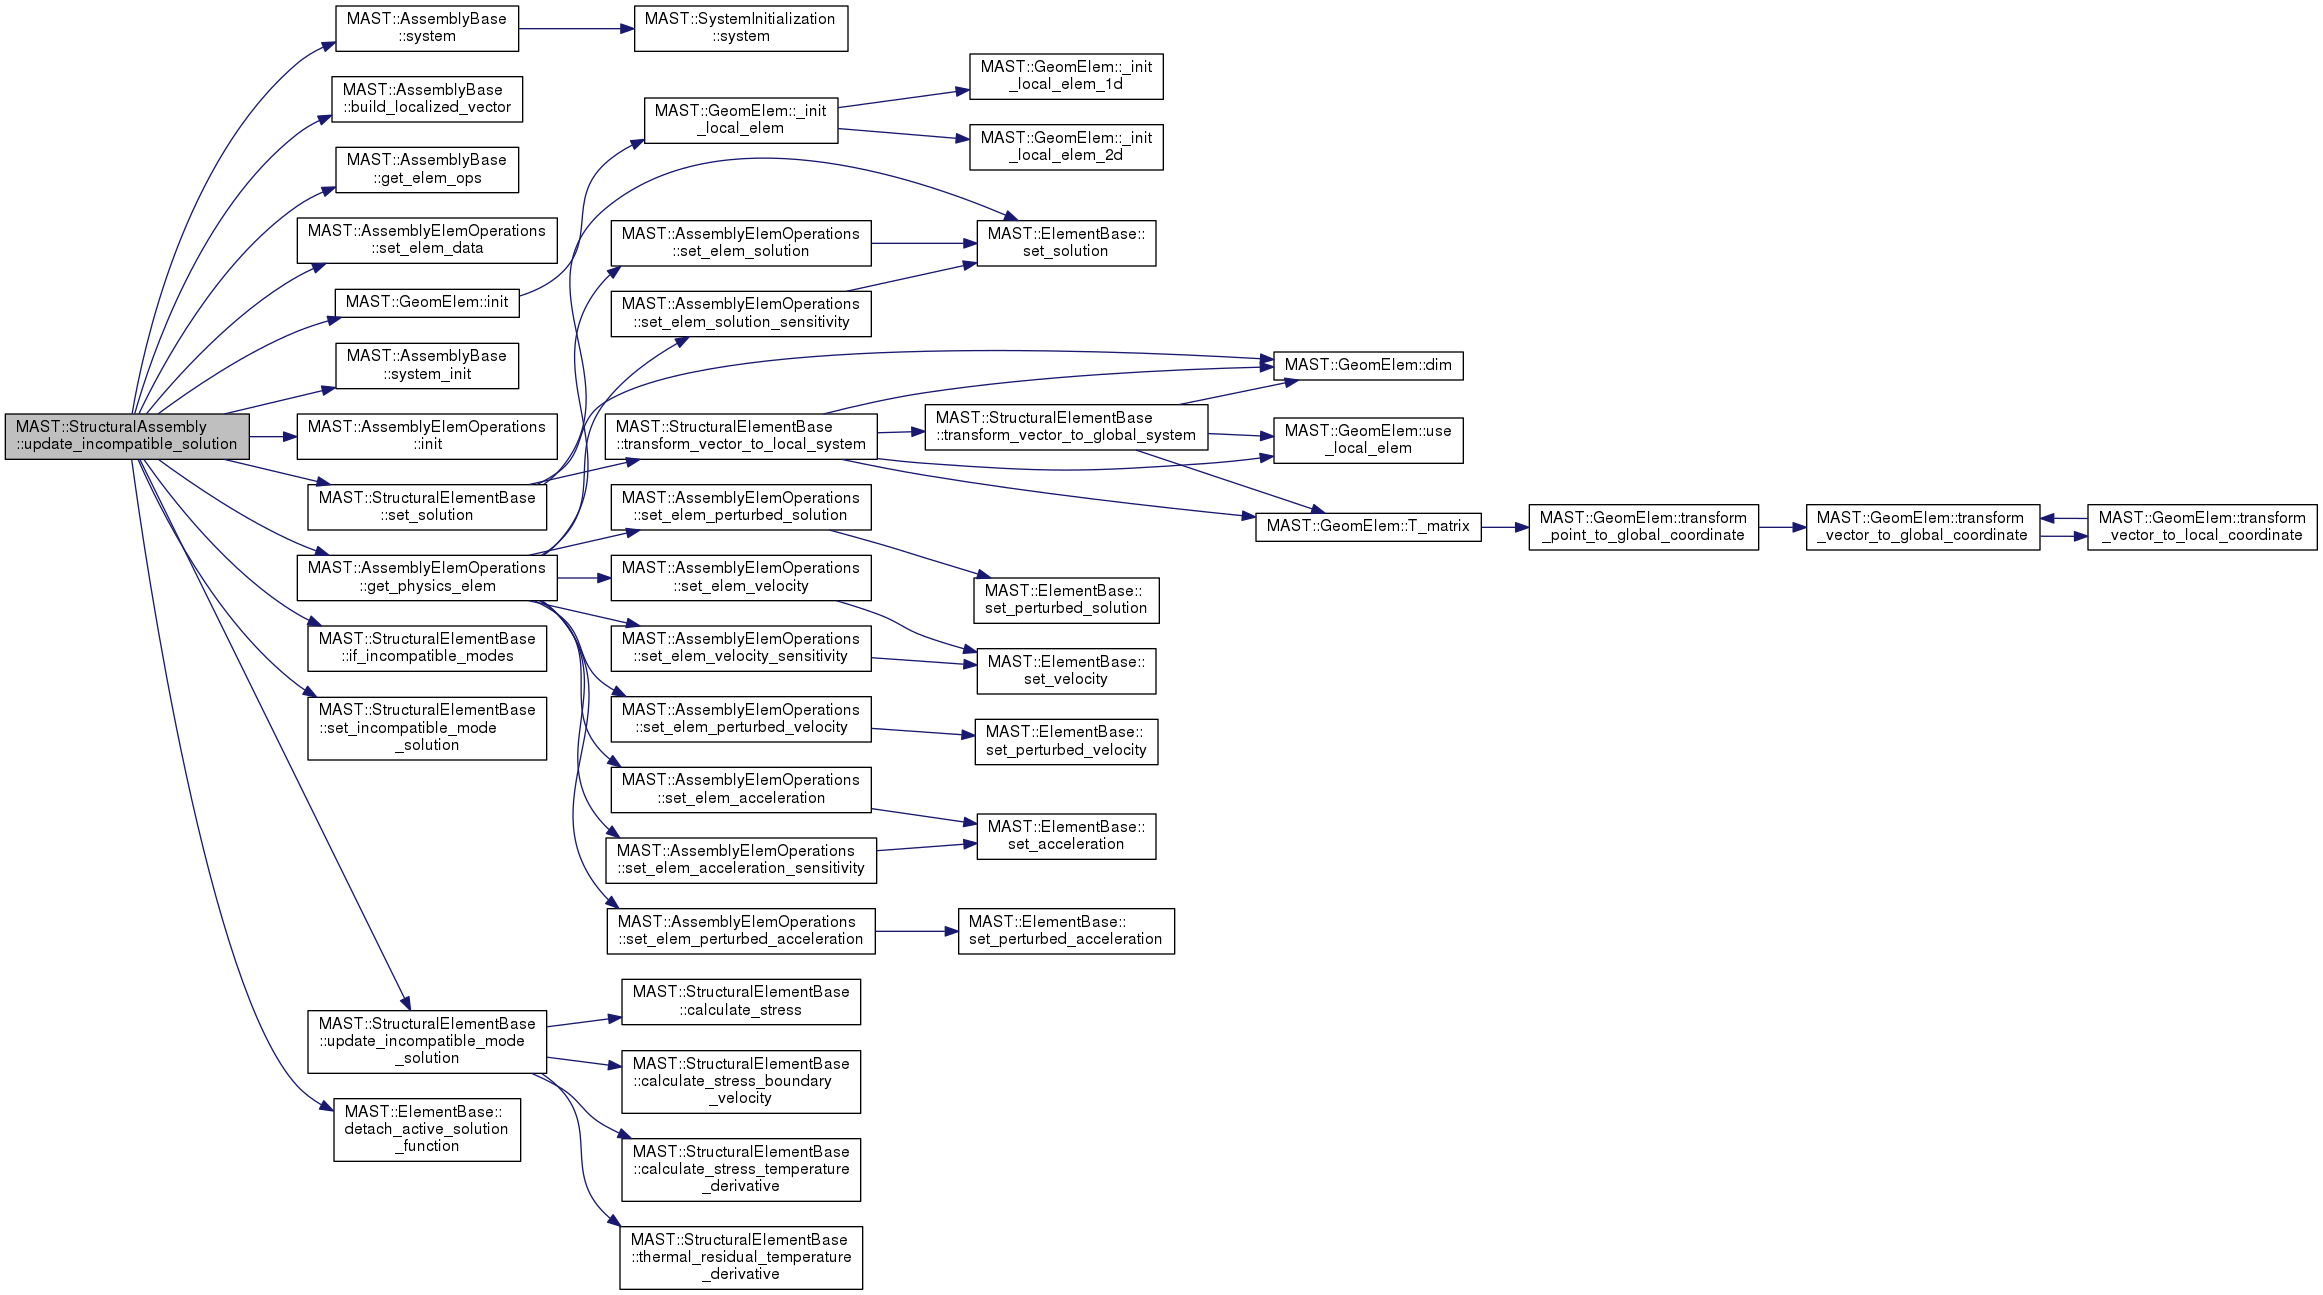 MAST::StructuralAssembly
::update_incompatible_solution
MAST::AssemblyBase
::system
MAST::SystemInitialization
::system
MAST::AssemblyBase
::build_localized_vector
MAST::AssemblyBase
::get_elem_ops
MAST::AssemblyElemOperations
::set_elem_data
MAST::GeomElem::init
MAST::AssemblyBase
::system_init
MAST::AssemblyElemOperations
::init
MAST::StructuralElementBase
::set_solution
MAST::AssemblyElemOperations
::get_physics_elem
MAST::StructuralElementBase
::if_incompatible_modes
MAST::StructuralElementBase
::set_incompatible_mode
_solution
MAST::StructuralElementBase
::update_incompatible_mode
_solution
MAST::ElementBase::
detach_active_solution
_function
MAST::GeomElem::_init
_local_elem
MAST::GeomElem::_init
_local_elem_1d
MAST::GeomElem::_init
_local_elem_2d
MAST::AssemblyElemOperations
::set_elem_solution
MAST::ElementBase::
set_solution
MAST::AssemblyElemOperations
::set_elem_solution_sensitivity
MAST::StructuralElementBase
::transform_vector_to_local_system
MAST::StructuralElementBase
::transform_vector_to_global_system
MAST::GeomElem::dim
MAST::GeomElem::use
_local_elem
MAST::GeomElem::T_matrix
MAST::GeomElem::transform
_point_to_global_coordinate
MAST::GeomElem::transform
_vector_to_global_coordinate
MAST::GeomElem::transform
_vector_to_local_coordinate
MAST::AssemblyElemOperations
::set_elem_perturbed_solution
MAST::ElementBase::
set_perturbed_solution
MAST::AssemblyElemOperations
::set_elem_velocity
MAST::AssemblyElemOperations
::set_elem_velocity_sensitivity
MAST::ElementBase::
set_velocity
MAST::AssemblyElemOperations
::set_elem_perturbed_velocity
MAST::ElementBase::
set_perturbed_velocity
MAST::AssemblyElemOperations
::set_elem_acceleration
MAST::ElementBase::
set_acceleration
MAST::AssemblyElemOperations
::set_elem_acceleration_sensitivity
MAST::AssemblyElemOperations
::set_elem_perturbed_acceleration
MAST::ElementBase::
set_perturbed_acceleration
MAST::StructuralElementBase
::calculate_stress
MAST::StructuralElementBase
::calculate_stress_boundary
_velocity
MAST::StructuralElementBase
::calculate_stress_temperature
_derivative
MAST::StructuralElementBase
::thermal_residual_temperature
_derivative